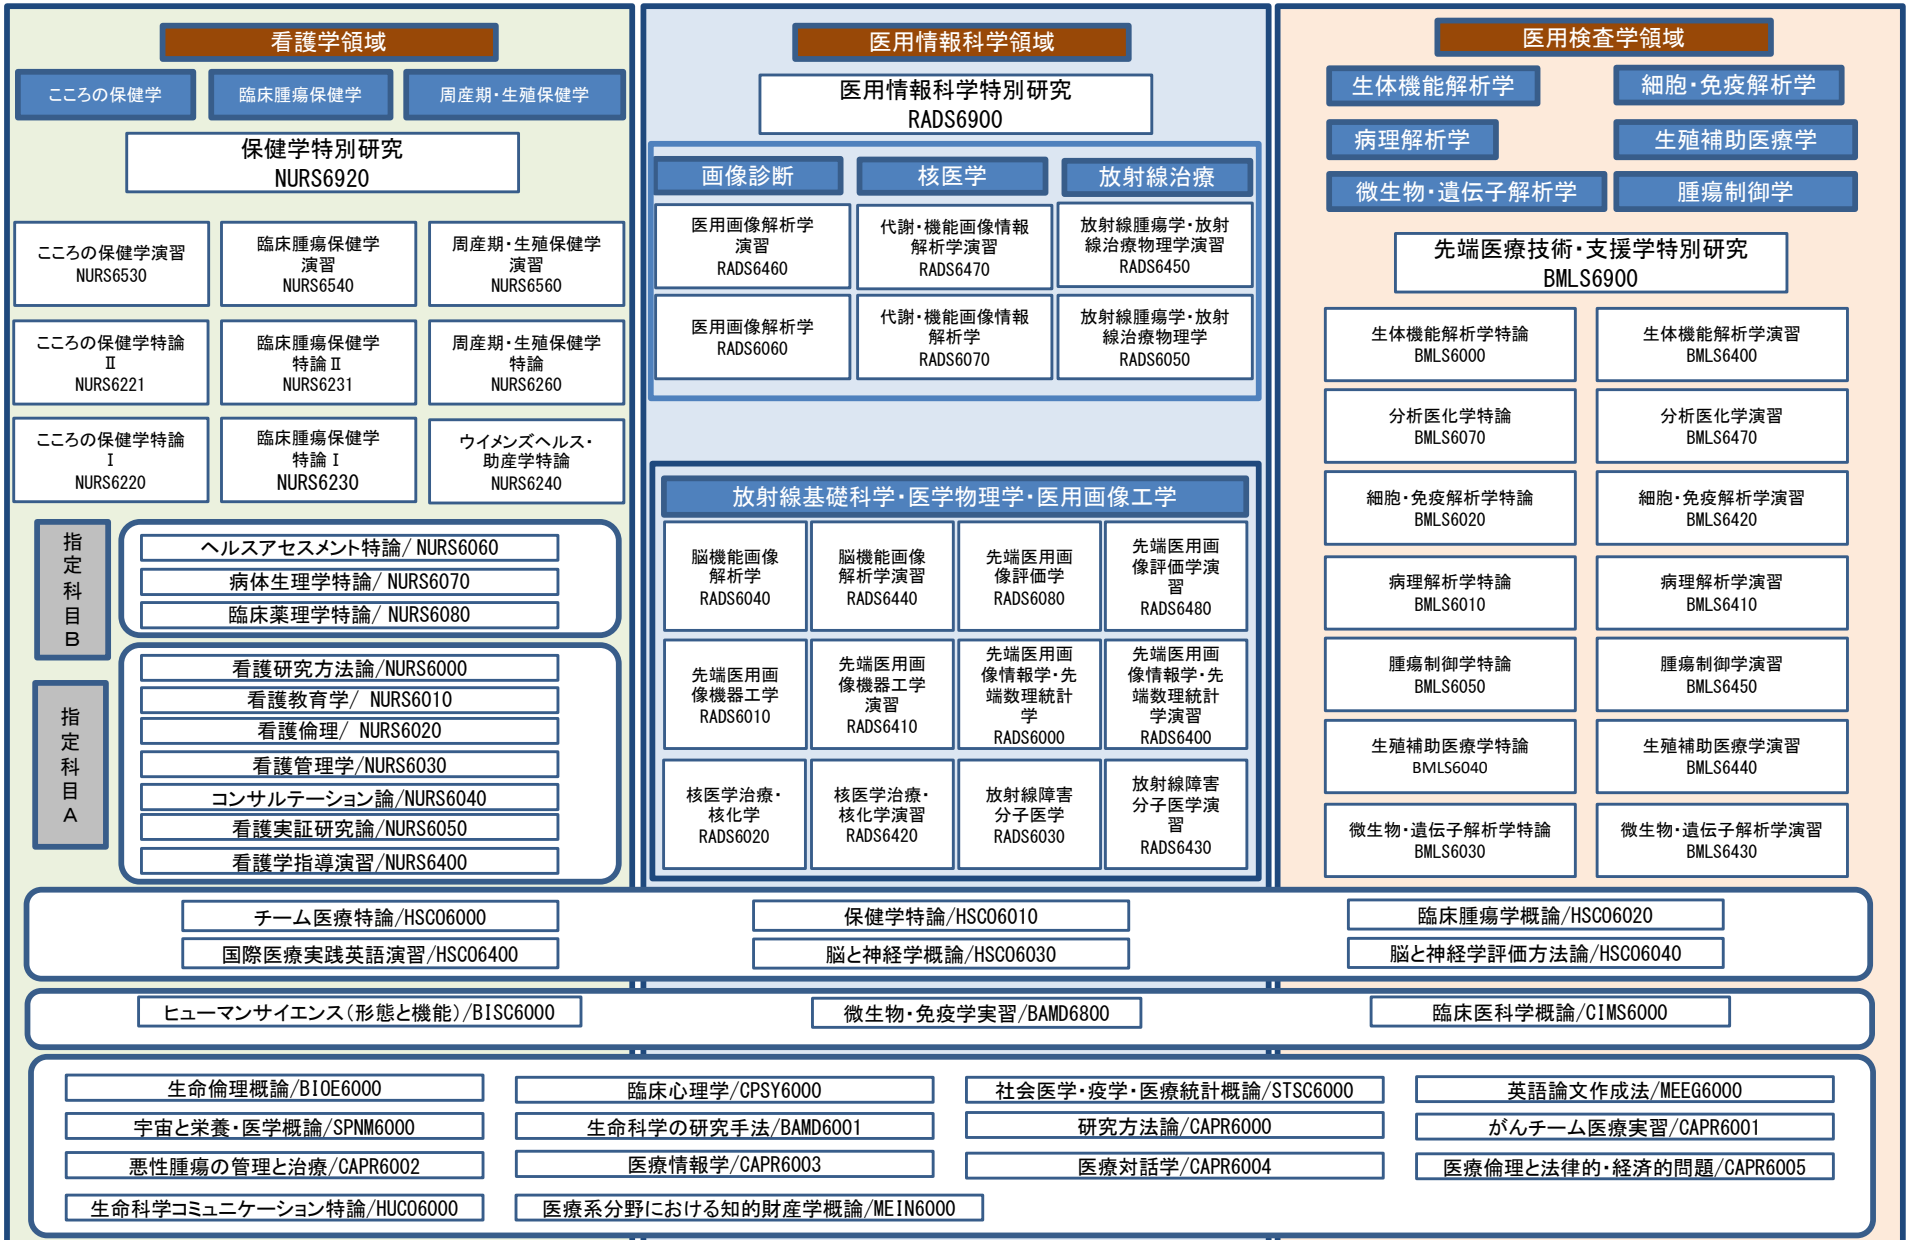 看護学領域
こころの保健学
臨床腫瘍保健学
周産期・生殖保健学
保健学特別研究
NURS6920
こころの保健学演習
NURS6530
臨床腫瘍保健学
演習
NURS6540
周産期・生殖保健学
演習
NURS6560
こころの保健学特論
Ⅱ
NURS6221
臨床腫瘍保健学
特論Ⅱ
NURS6231
周産期・生殖保健学
特論
NURS6260
こころの保健学特論
Ⅰ
NURS6220
臨床腫瘍保健学
特論Ⅰ
NURS6230
ウイメンズヘルス・
助産学特論
NURS6240
指定科目B
ヘルスアセスメント特論/ NURS6060
病体生理学特論/ NURS6070
臨床薬理学特論/ NURS6080
指定科目A
看護研究方法論/NURS6000
看護教育学/ NURS6010
看護倫理/ NURS6020
看護管理学/NURS6030
コンサルテーション論/NURS6040
看護実証研究論/NURS6050
看護学指導演習/NURS6400
医用情報科学領域
医用情報科学特別研究
RADS6900
画像診断
核医学
放射線治療
医用画像解析学
演習
RADS6460
代謝・機能画像情報
解析学演習
RADS6470
放射線腫瘍学・放射
線治療物理学演習
RADS6450
医用画像解析学
RADS6060
代謝・機能画像情報
解析学
RADS6070
放射線腫瘍学・放射
線治療物理学
RADS6050
放射線基礎科学・医学物理学・医用画像工学
脳機能画像
解析学
RADS6040
脳機能画像
解析学演習
RADS6440
先端医用画
像評価学
RADS6080
先端医用画
像評価学演
習
RADS6480
先端医用画
像機器工学
RADS6010
先端医用画
像機器工学
演習
RADS6410
先端医用画
像情報学・先
端数理統計
学
RADS6000
先端医用画
像情報学・先
端数理統計
学演習
RADS6400
核医学治療・
核化学
RADS6020
核医学治療・
核化学演習
RADS6420
放射線障害
分子医学
RADS6030
放射線障害
分子医学演
習
RADS6430
医用検査学領域
生体機能解析学
細胞・免疫解析学
病理解析学
生殖補助医療学
微生物・遺伝子解析学
腫瘍制御学
先端医療技術・支援学特別研究
BMLS6900
生体機能解析学特論
BMLS6000
生体機能解析学演習
BMLS6400
分析医化学特論
BMLS6070
分析医化学演習
BMLS6470
細胞・免疫解析学特論
BMLS6020
細胞・免疫解析学演習
BMLS6420
病理解析学特論
BMLS6010
病理解析学演習
BMLS6410
腫瘍制御学特論
BMLS6050
腫瘍制御学演習
BMLS6450
生殖補助医療学特論
BMLS6040
生殖補助医療学演習
BMLS6440
微生物・遺伝子解析学特論
BMLS6030
微生物・遺伝子解析学演習
BMLS6430
チーム医療特論/HSCO6000
保健学特論/HSCO6010
臨床腫瘍学概論/HSCO6020
国際医療実践英語演習/HSCO6400
脳と神経学概論/HSCO6030
脳と神経学評価方法論/HSCO6040
ヒューマンサイエンス（形態と機能）/BISC6000
微生物・免疫学実習/BAMD6800
臨床医科学概論/CIMS6000
生命倫理概論/BIOE6000
臨床心理学/CPSY6000
社会医学・疫学・医療統計概論/STSC6000
英語論文作成法/MEEG6000
宇宙と栄養・医学概論/SPNM6000
生命科学の研究手法/BAMD6001
研究方法論/CAPR6000
がんチーム医療実習/CAPR6001
悪性腫瘍の管理と治療/CAPR6002
医療情報学/CAPR6003
医療対話学/CAPR6004
医療倫理と法律的・経済的問題/CAPR6005
生命科学コミュニケーション特論/HUCO6000
医療系分野における知的財産学概論/MEIN6000